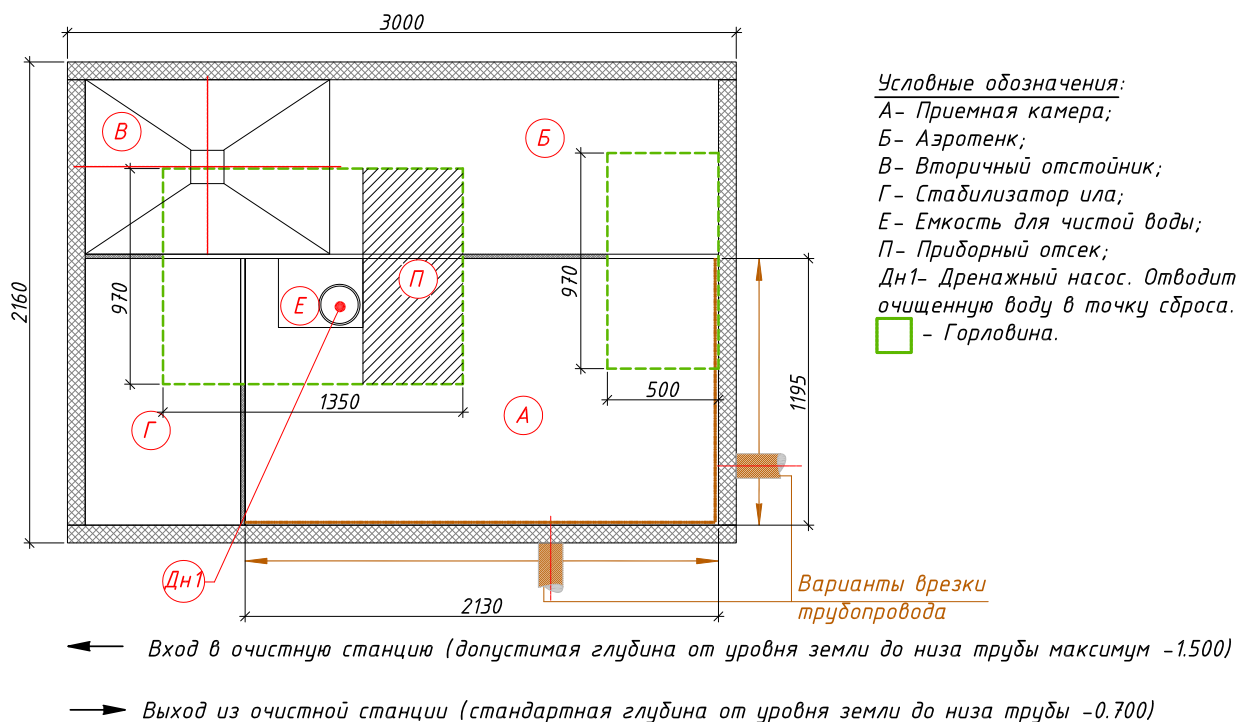 3000
Условные обозначения:
А- Приемная камера;
Б- Аэротенк;
В- Вторичный отстойник;
Г- Стабилизатор ила;
Е- Емкость для чистой воды;
П- Приборный отсек;
Дн1- Дренажный насос. Отводит
очищенную воду в точку сброса.
- Горловина.
В
Б
2160
970
Е
П
970
1195
1350
500
Г
А
Дн1
2130
Варианты врезки
трубопровода
Вход в очистную станцию (допустимая глубина от уровня земли до низа трубы максимум -1.500)
Выход из очистной станции (стандартная глубина от уровня земли до низа трубы -0.700)